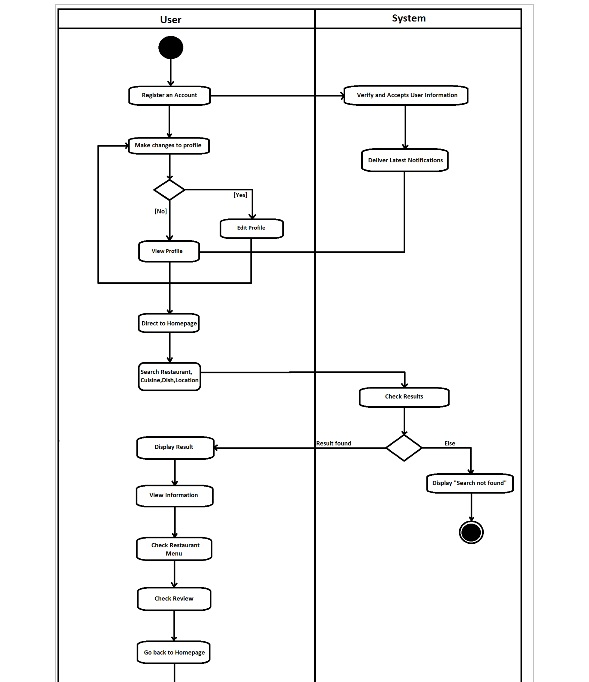 User
System
Register an Account
Verify and Accepts User Information
Make changes to profile
Deliver Latest Notifications
[Yes]
[No]
Edit Profile
View Profile
Direct to Homepage
Search Restaurant,
Cuisine,Dish,Location
Check Results
Result found
Else
Display Result
Display "Search not found"
View Information
Check Restaurant
Menu
Check Review
Go back to Homepage